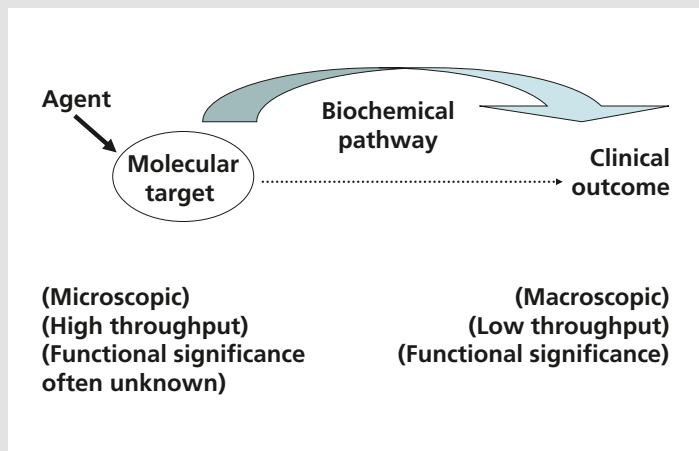 Agent
Biochemical
pathway
Molecular
target
Clinical
outcome
(Microscopic)
(High throughput)
(Functional significance
often unknown)
(Macroscopic)
(Low throughput)
(Functional significance)